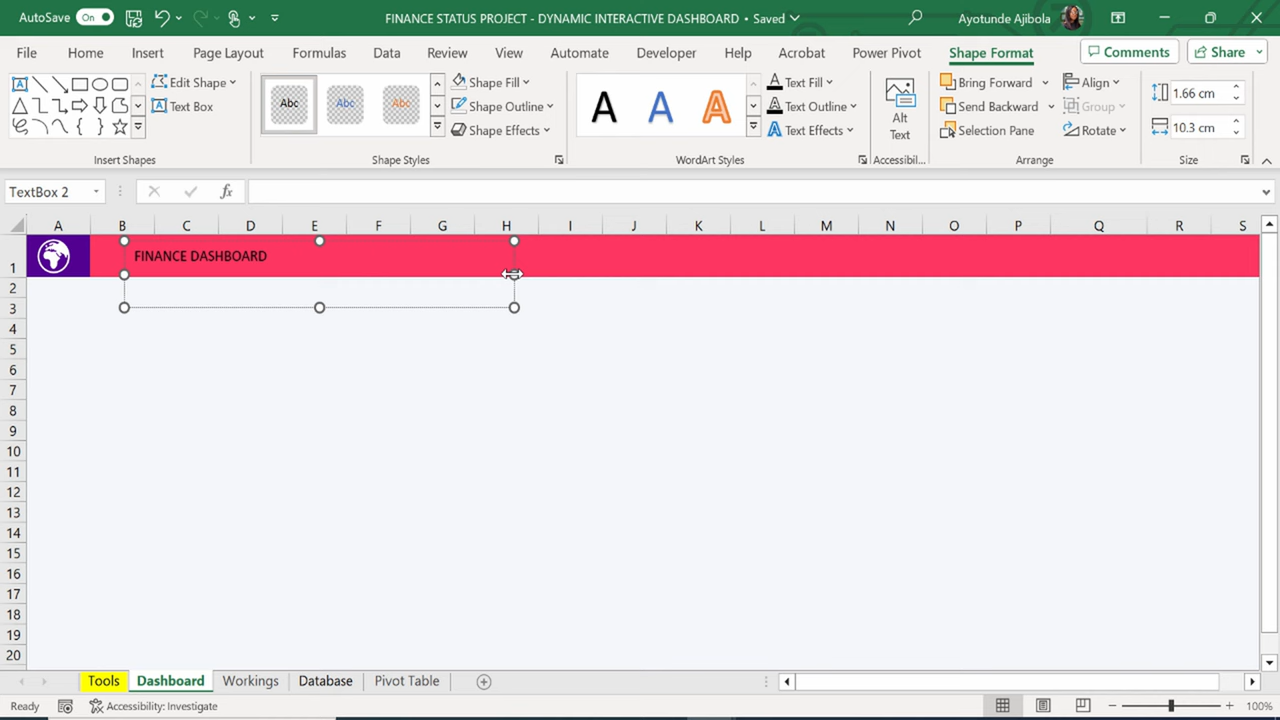 AutoSave On FINANCE STATUS PROJECT - DYNAMIC INTERACTIVE DASHBOARD • Saved Ayotunde Ajibola
File Home Insert Page Layout Formulas Data Review View Automate Developer Help Acrobat Power Pivot Shape Format Comments Share
Edit Shape
Text Box
Insert Shapes
Abc Abc Abc
Shape Fill
Shape Outline
Shape Effects
Shape Styles
A A A
Text Fill
Text Outline
Text Effects
WordArt Styles
Alt
Text
Accessibil...
Bring Forward
Send Backward
Selection Pane
Align
Group
Rotate
Arrange
1.66 cm
10.3 cm
Size
TextBox 2 fx
A B C D E F G H I J K L M N O P Q R S
1 FINANCE DASHBOARD
2
3
4
5
6
7
8
9
10
11
12
13
14
15
16
17
18
19
20
Tools Dashboard Workings Database Pivot Table
Ready Accessibility: Investigate 100%